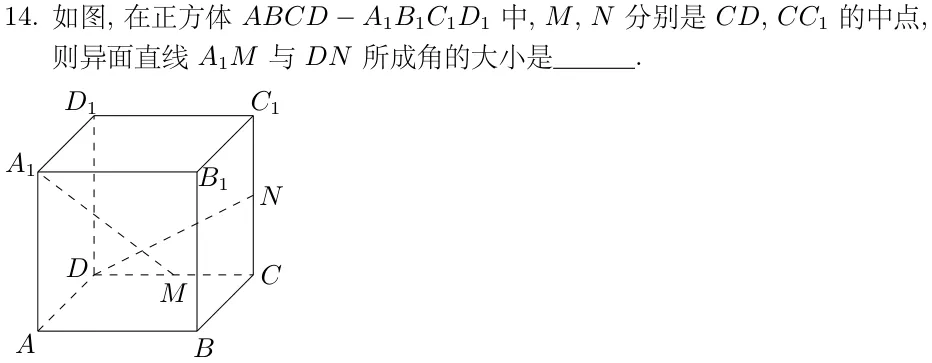 14. 如图, 在正方体 ABCD − A₁B₁C₁D₁ 中, M, N 分别是 CD, CC₁ 的中点,
则异面直线 A₁M 与 DN 所成角的大小是______.
D₁
C₁
A₁
B₁
N
D
C
M
A
B